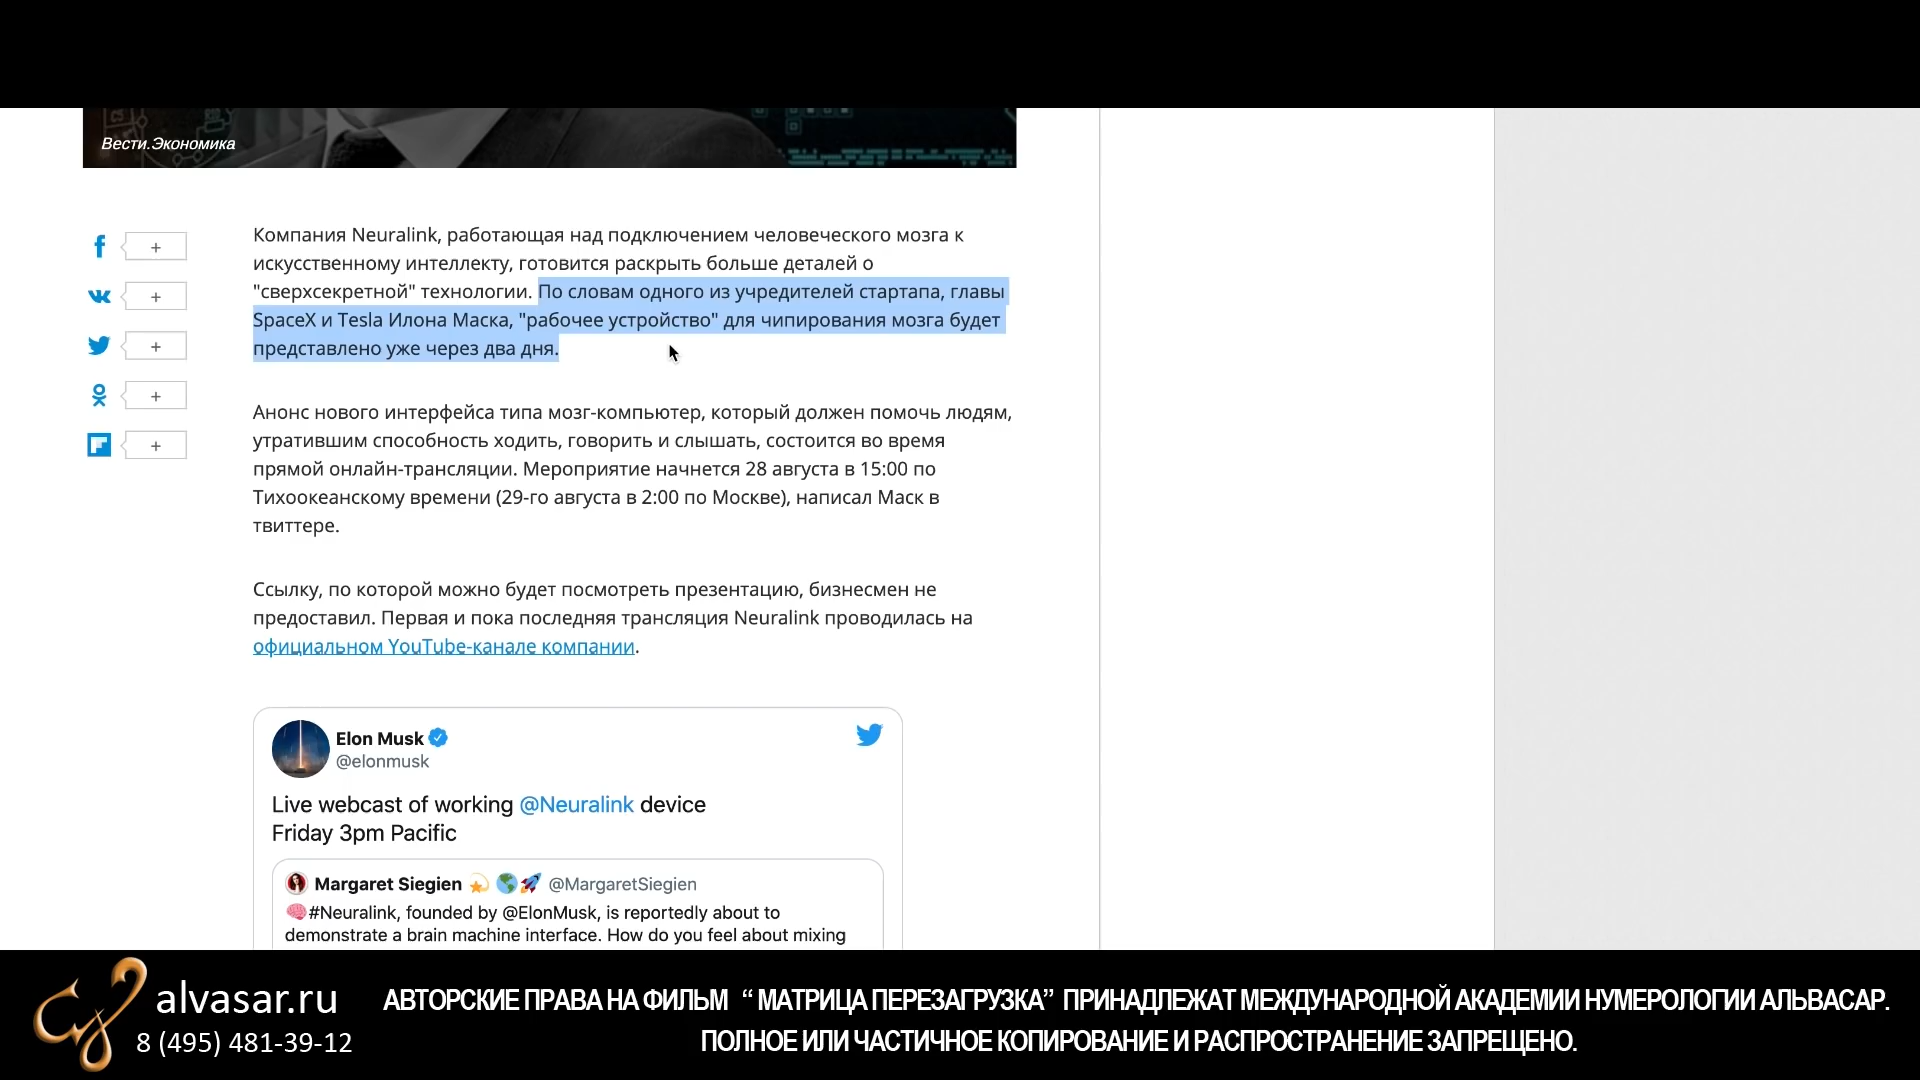 Вести.Экономика
Компания Neuralink, работающая над подключением человеческого мозга к
искусственному интеллекту, готовится раскрыть больше деталей о
"сверхсекретной" технологии. По словам одного из учредителей стартапа, главы
SpaceX и Tesla Илона Маска, "рабочее устройство" для чипирования мозга будет
представлено уже через два дня.
+
+
+
+
+
Анонс нового интерфейса типа мозг-компьютер, который должен помочь людям,
утратившим способность ходить, говорить и слышать, состоится во время
прямой онлайн-трансляции. Мероприятие начнется 28 августа в 15:00 по
Тихоокеанскому времени (29-го августа в 2:00 по Москве), написал Маск в
твиттере.
Ссылку, по которой можно будет посмотреть презентацию, бизнесмен не
предоставил. Первая и пока последняя трансляция Neuralink проводилась на
официальном YouTube-канале компании.
Elon Musk
@elonmusk
Live webcast of working @Neuralink device
Friday 3pm Pacific
Margaret Siegien 💫 🌎🚀 @MargaretSiegien
🧠#Neuralink, founded by @ElonMusk, is reportedly about to
demonstrate a brain machine interface. How do you feel about mixing
alvasar.ru
8 (495) 481-39-12
АВТОРСКИЕ ПРАВА НА ФИЛЬМ “ МАТРИЦА ПЕРЕЗАГРУЗКА” ПРИНАДЛЕЖАТ МЕЖДУНАРОДНОЙ АКАДЕМИИ НУМЕРОЛОГИИ АЛЬВАСАР.
ПОЛНОЕ ИЛИ ЧАСТИЧНОЕ КОПИРОВАНИЕ И РАСПРОСТРАНЕНИЕ ЗАПРЕЩЕНО.